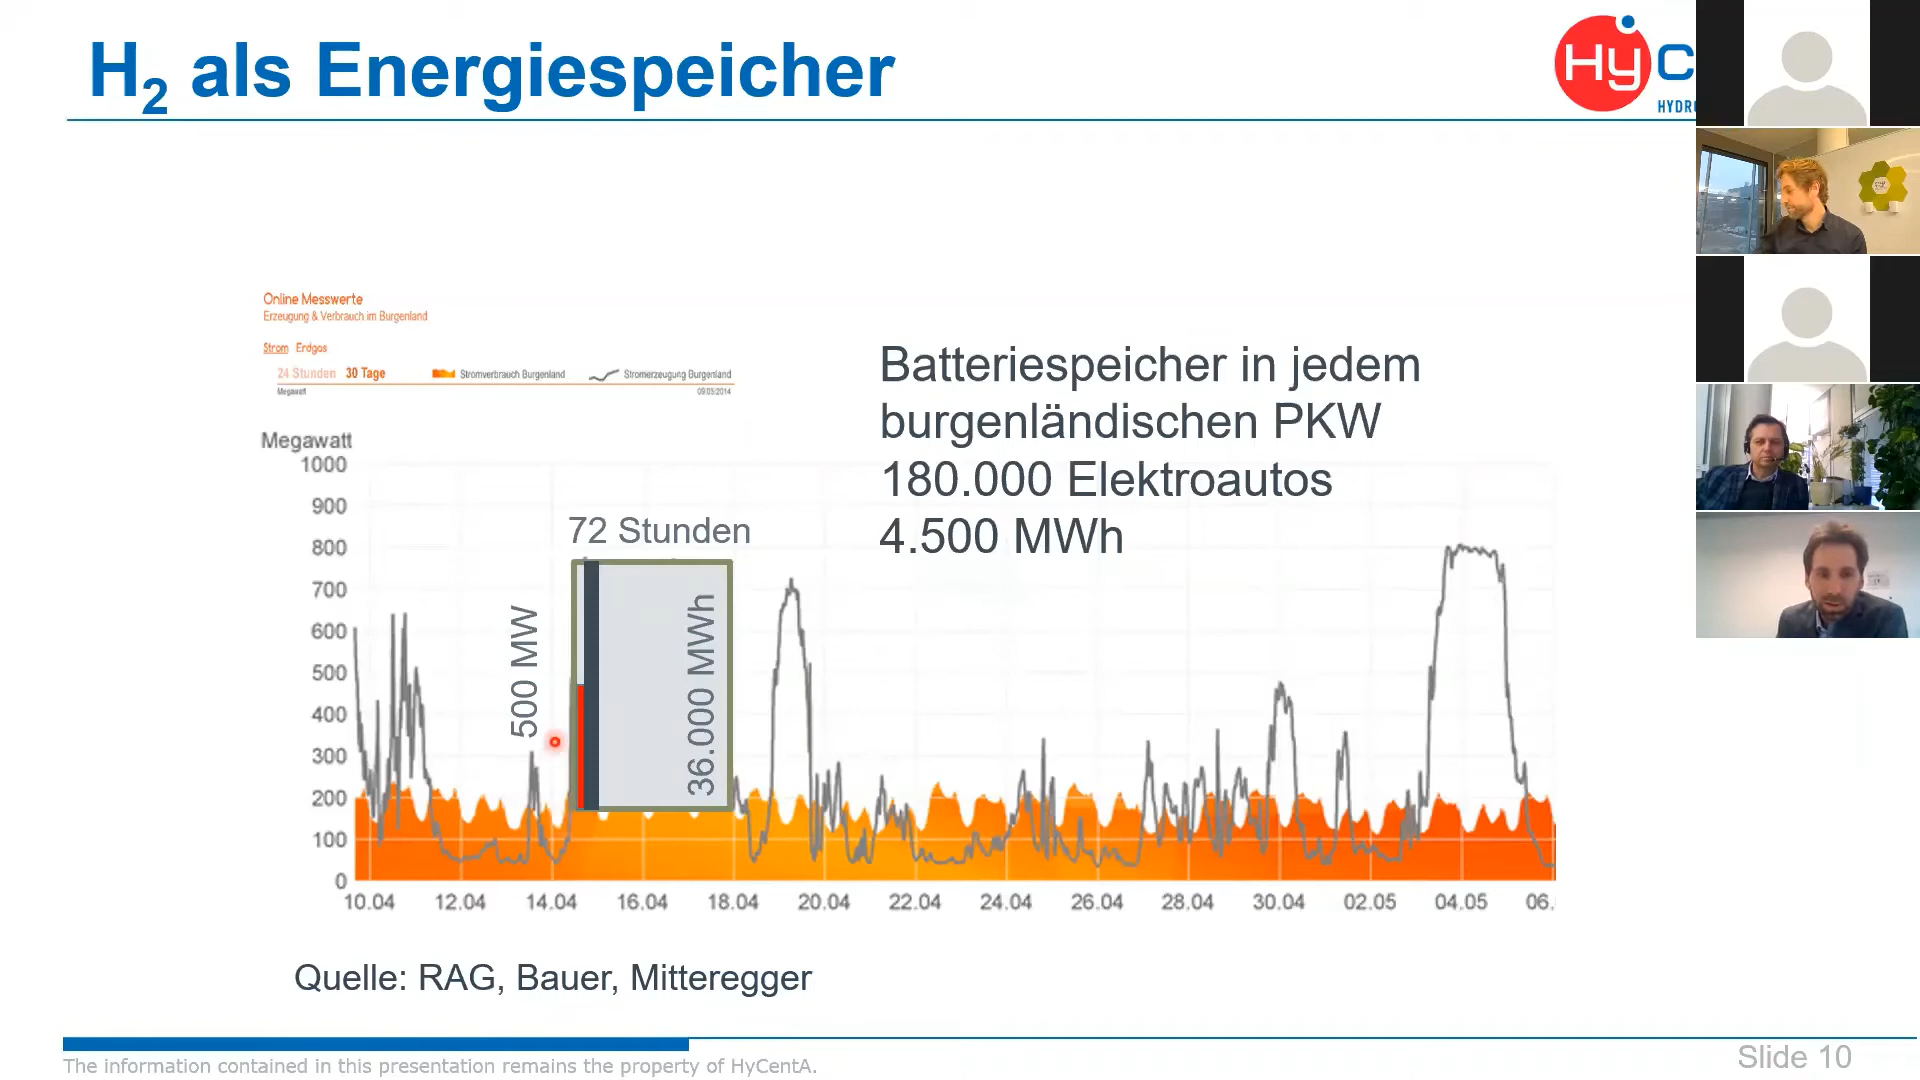 H₂ als Energiespeicher
HyC
HYDR
Online Messwerte
Erzeugung & Verbrauch im Burgenland
Strom Erdgas
24 Stunden 30 Tage
Stromverbrauch Burgenland
Stromerzeugung Burgenland
Megawatt
09/05/2014
Batteriespeicher in jedem
burgenländischen PKW
180.000 Elektroautos
4.500 MWh
Megawatt
1000
900
800
700
600
500
400
300
200
100
0
72 Stunden
500 MW
36.000 MWh
10.04 12.04 14.04 16.04 18.04 20.04 22.04 24.04 26.04 28.04 30.04 02.05 04.05 06.
Quelle: RAG, Bauer, Mitteregger
The information contained in this presentation remains the property of HyCentA.
Slide 10